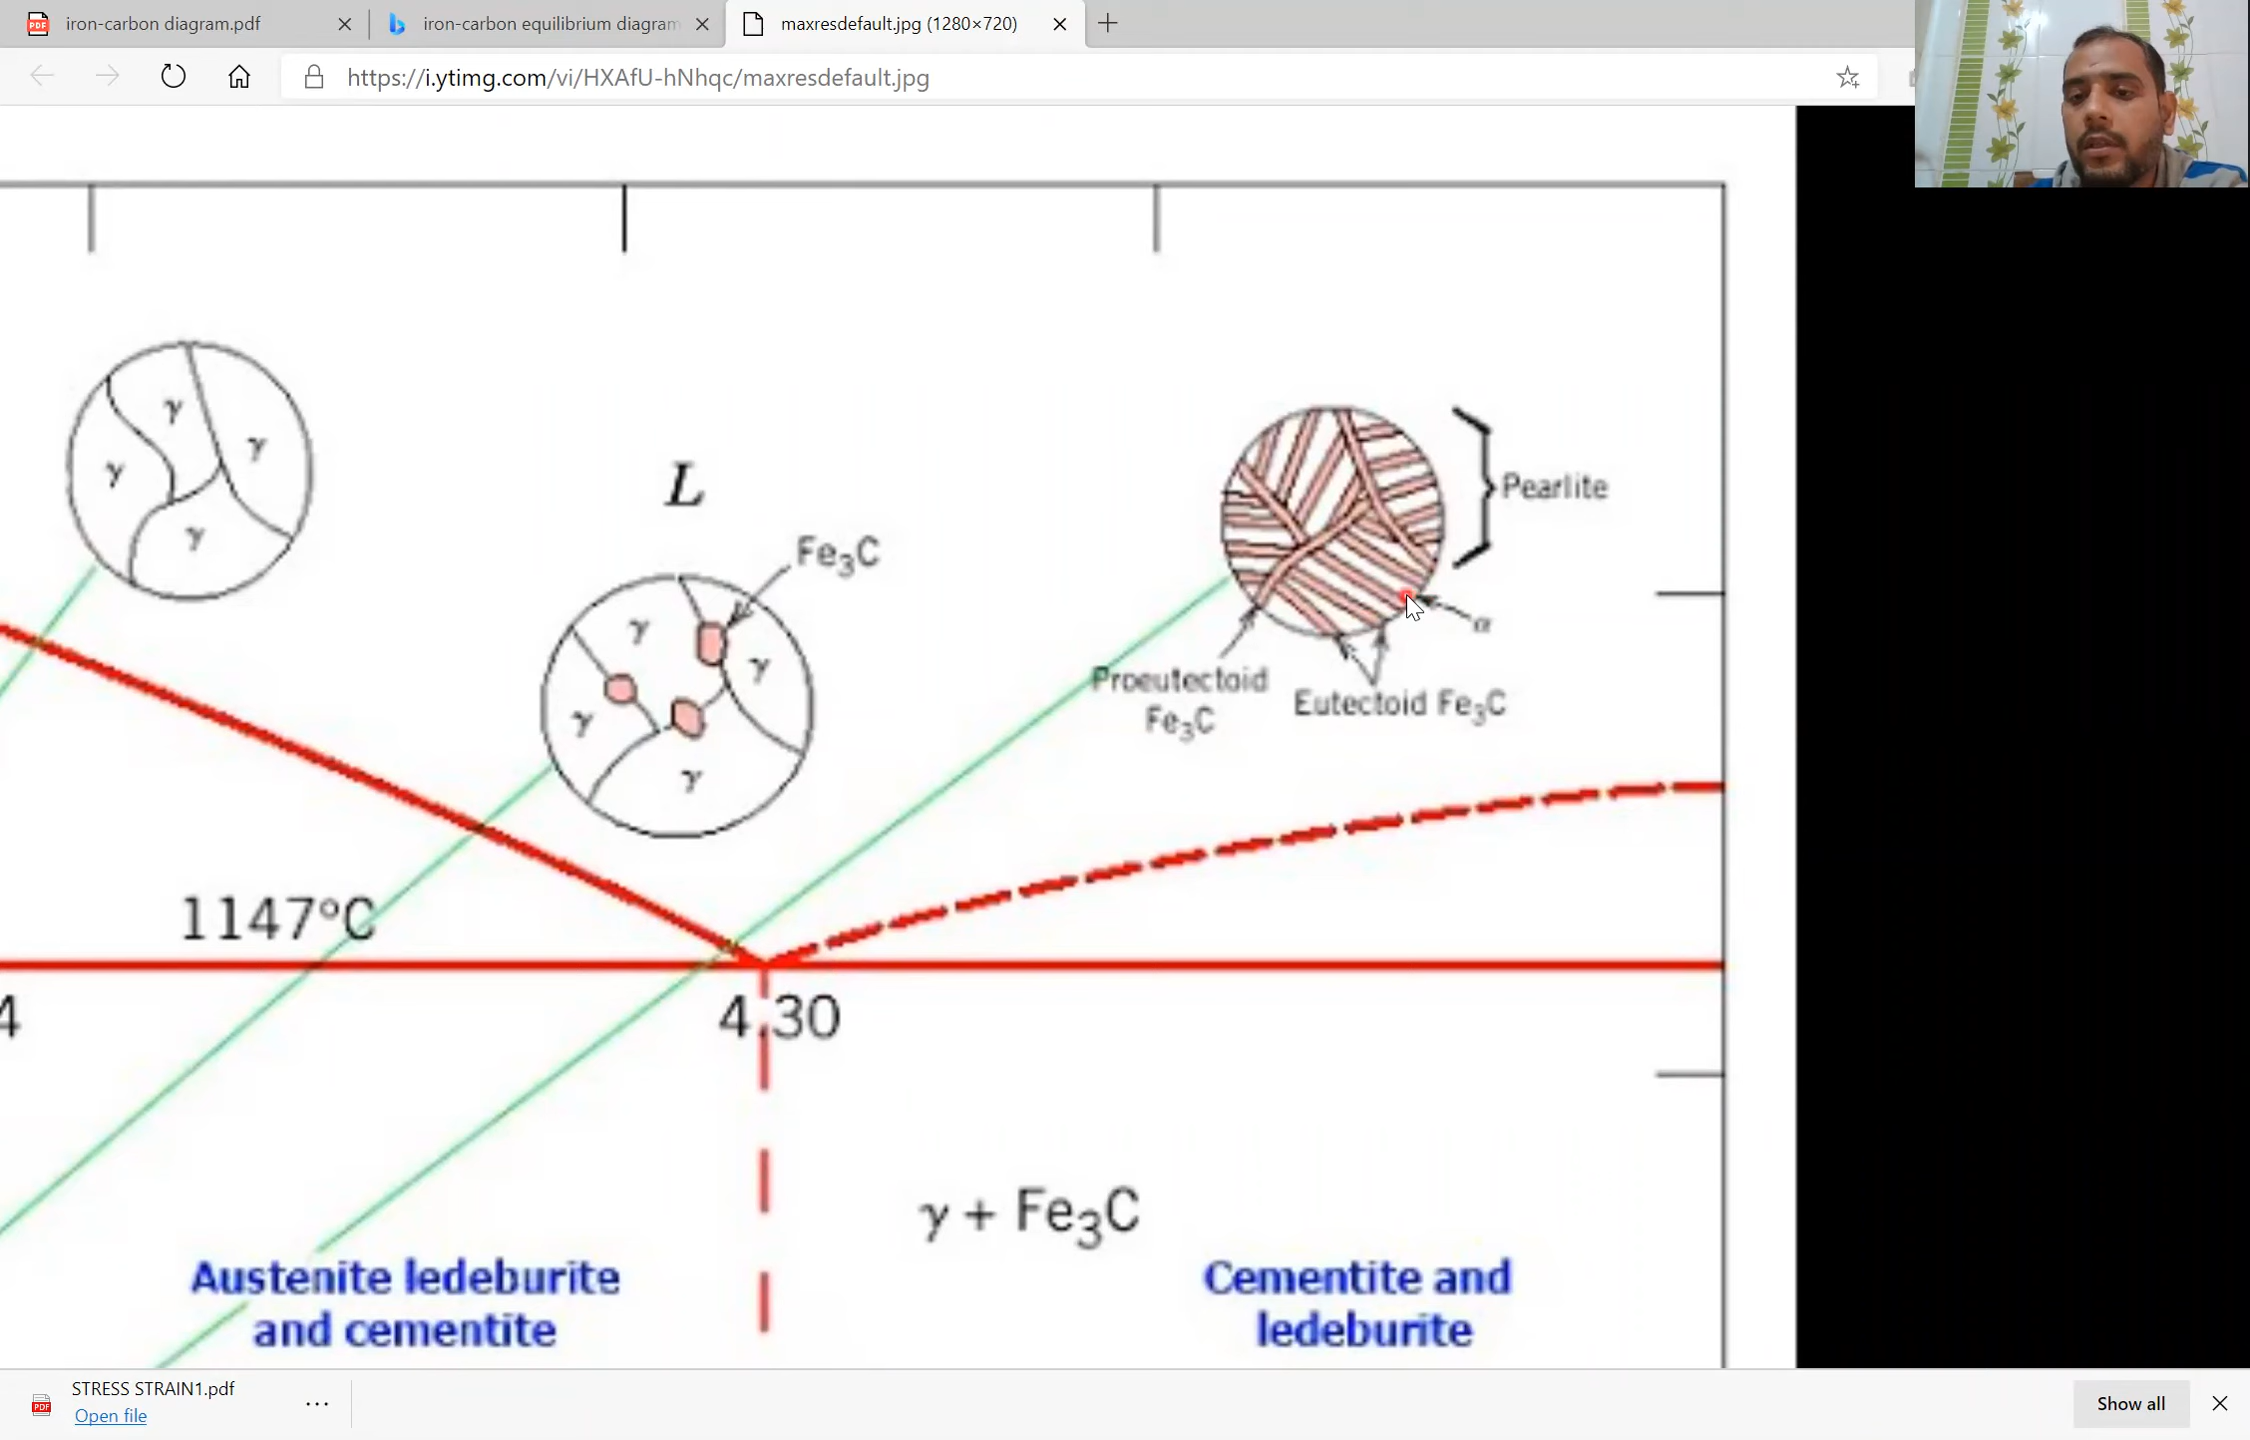 iron-carbon diagram.pdf
iron-carbon equilibrium diagram
maxresdefault.jpg (1280×720)
https://i.ytimg.com/vi/HXAfU-hNhqc/maxresdefault.jpg
γ
γ
γ
γ
L
Fe₃C
γ
γ
γ
γ
Pearlite
α
Proeutectoid
Fe₃C
Eutectoid Fe₃C
1147°C
4
4.30
γ + Fe₃C
Austenite ledeburite
and cementite
Cementite and
ledeburite
PDF
STRESS STRAIN1.pdf
Open file
Show all